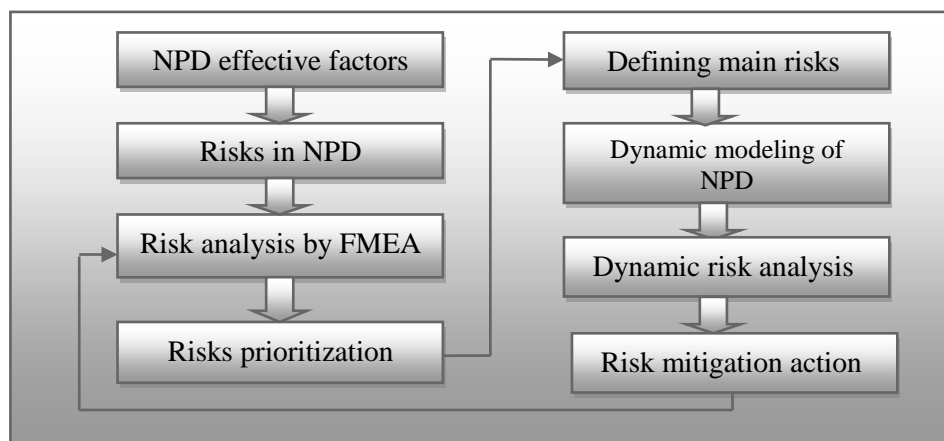 NPD effective factors
Risks in NPD
Risk analysis by FMEA
Risks prioritization
Defining main risks
Dynamic modeling of
NPD
Dynamic risk analysis
Risk mitigation action